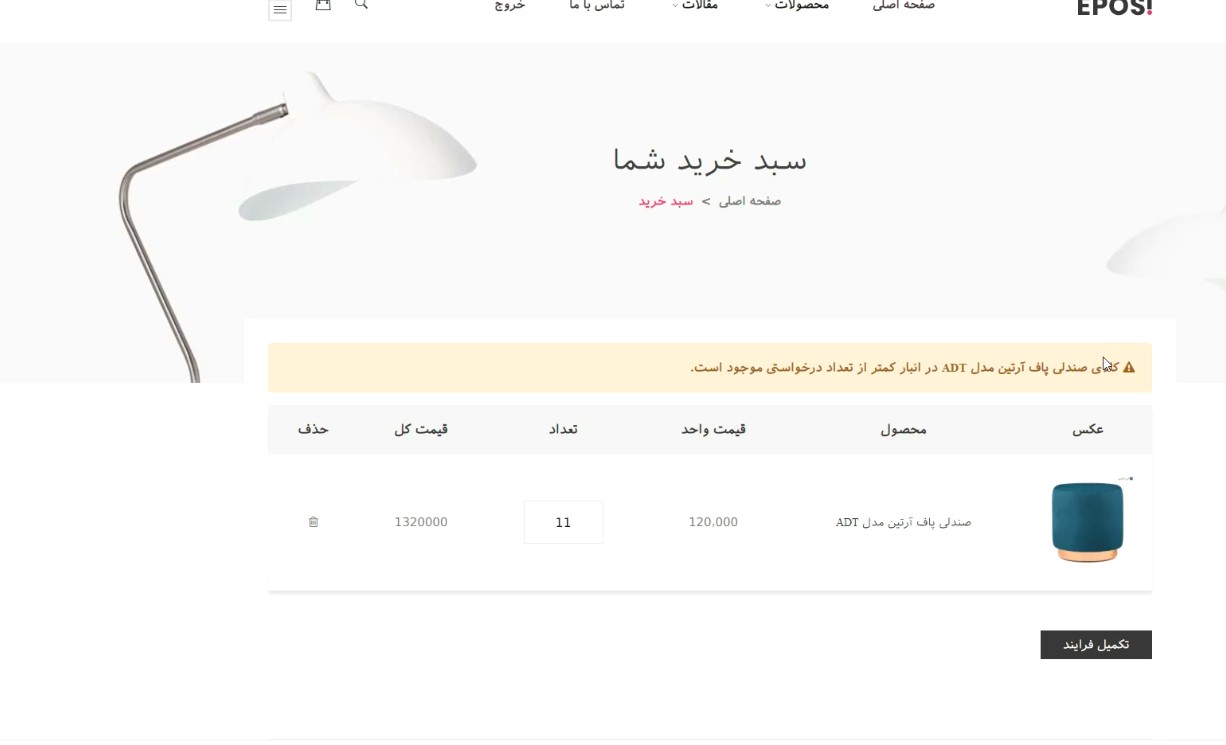 EPOS!
صفحه اصلی محصولات مقالات تماس با ما خروج
سبد خرید شما
صفحه اصلی > سبد خرید
کالای صندلی پاف آرتین مدل ADT در انبار کمتر از تعداد درخواستی موجود است.
عکس محصول قیمت واحد تعداد قیمت کل حذف
صندلی پاف آرتین مدل ADT 120,000 11 1320000
تکمیل فرایند